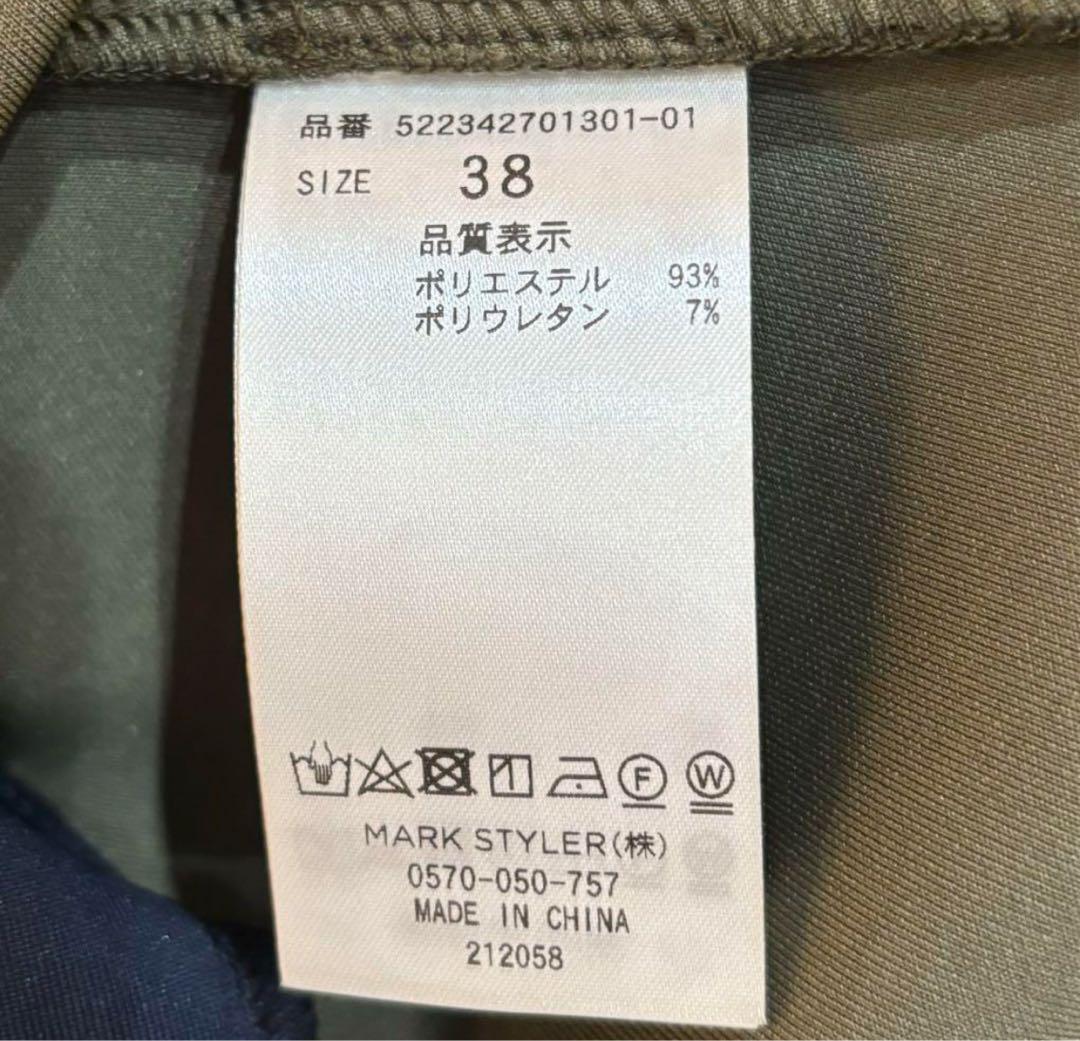 品番 522342701301-01
SIZE 38
品質表示
ポリエステル 93%
ポリウレタン 7%
F W
MARK STYLER(株)
0570-050-757
MADE IN CHINA
212058